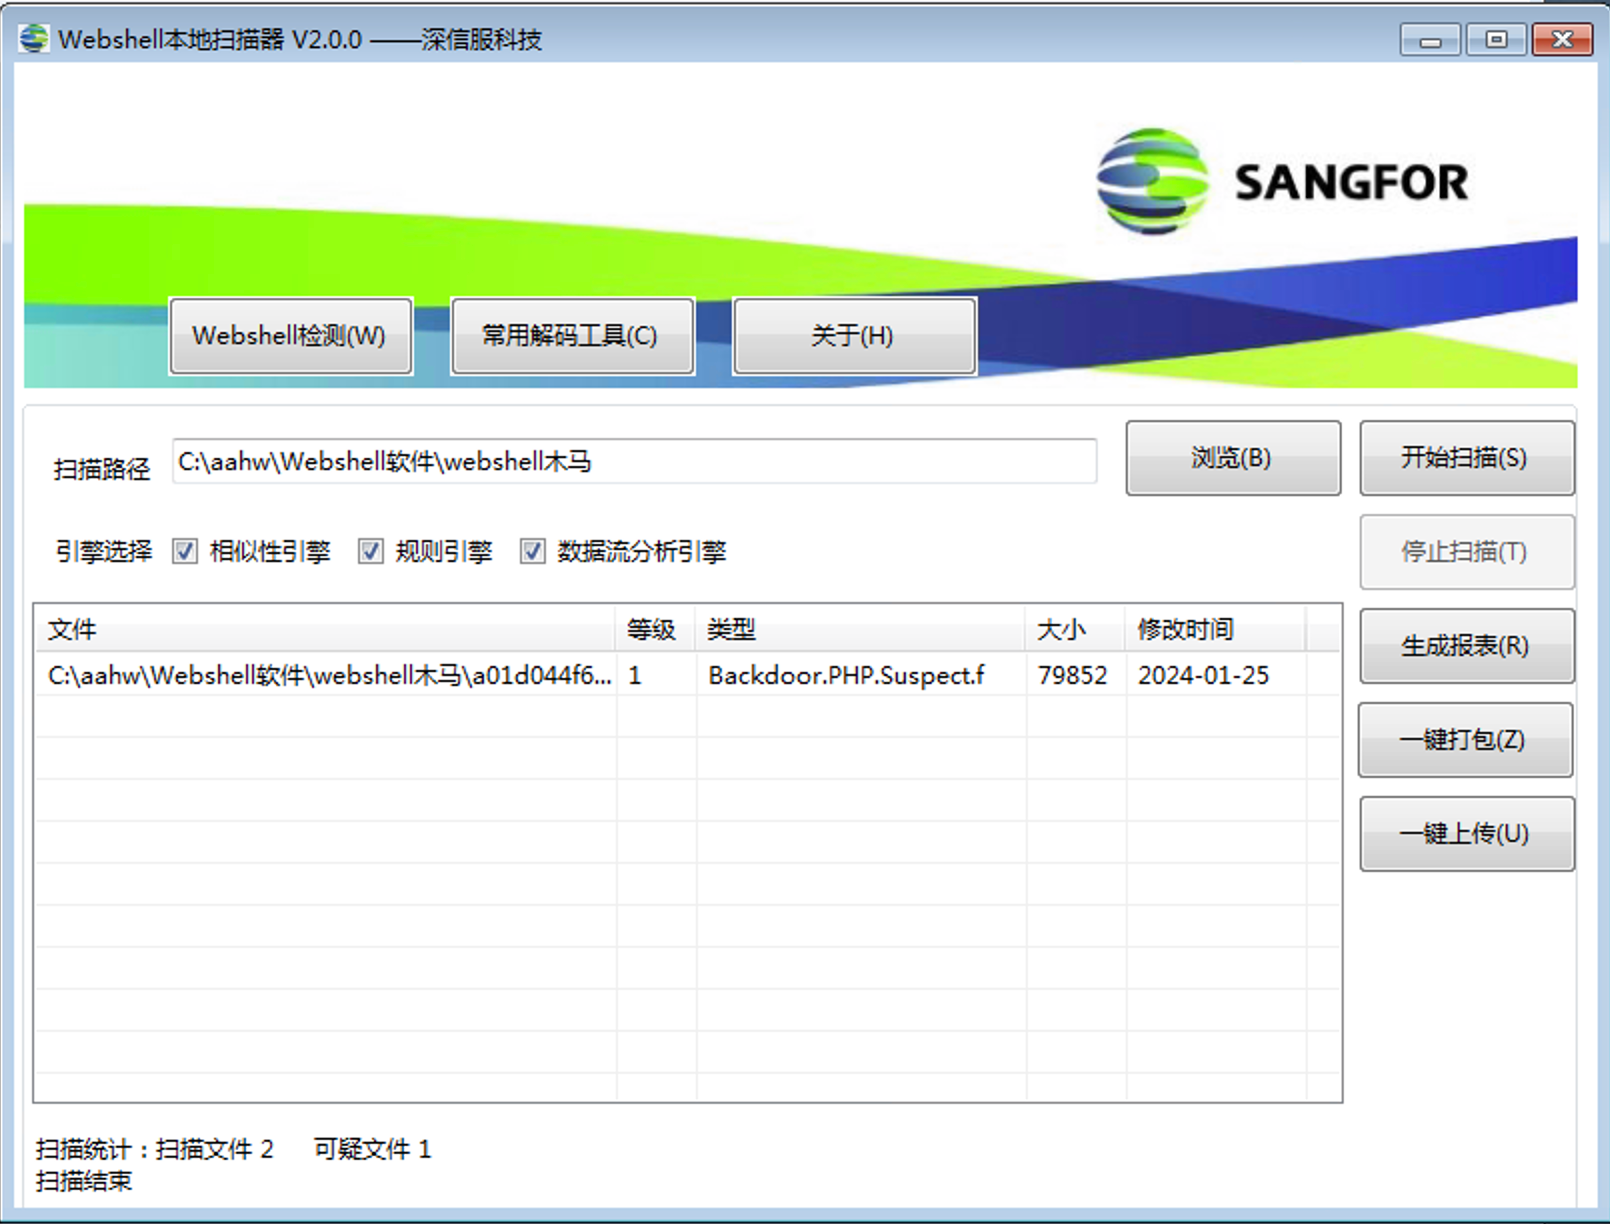 Webshell本地扫描器 V2.0.0 ——深信服科技
SANGFOR
Webshell检测(W) 常用解码工具(C) 关于(H)
扫描路径 C:\aahw\Webshell软件\webshell木马 浏览(B) 开始扫描(S)
引擎选择 相似性引擎 规则引擎 数据流分析引擎 停止扫描(T)
文件 等级 类型 大小 修改时间
C:\aahw\Webshell软件\webshell木马\a01d044f6... 1 Backdoor.PHP.Suspect.f 79852 2024-01-25
生成报表(R)
一键打包(Z)
一键上传(U)
扫描统计：扫描文件 2 可疑文件 1
扫描结束